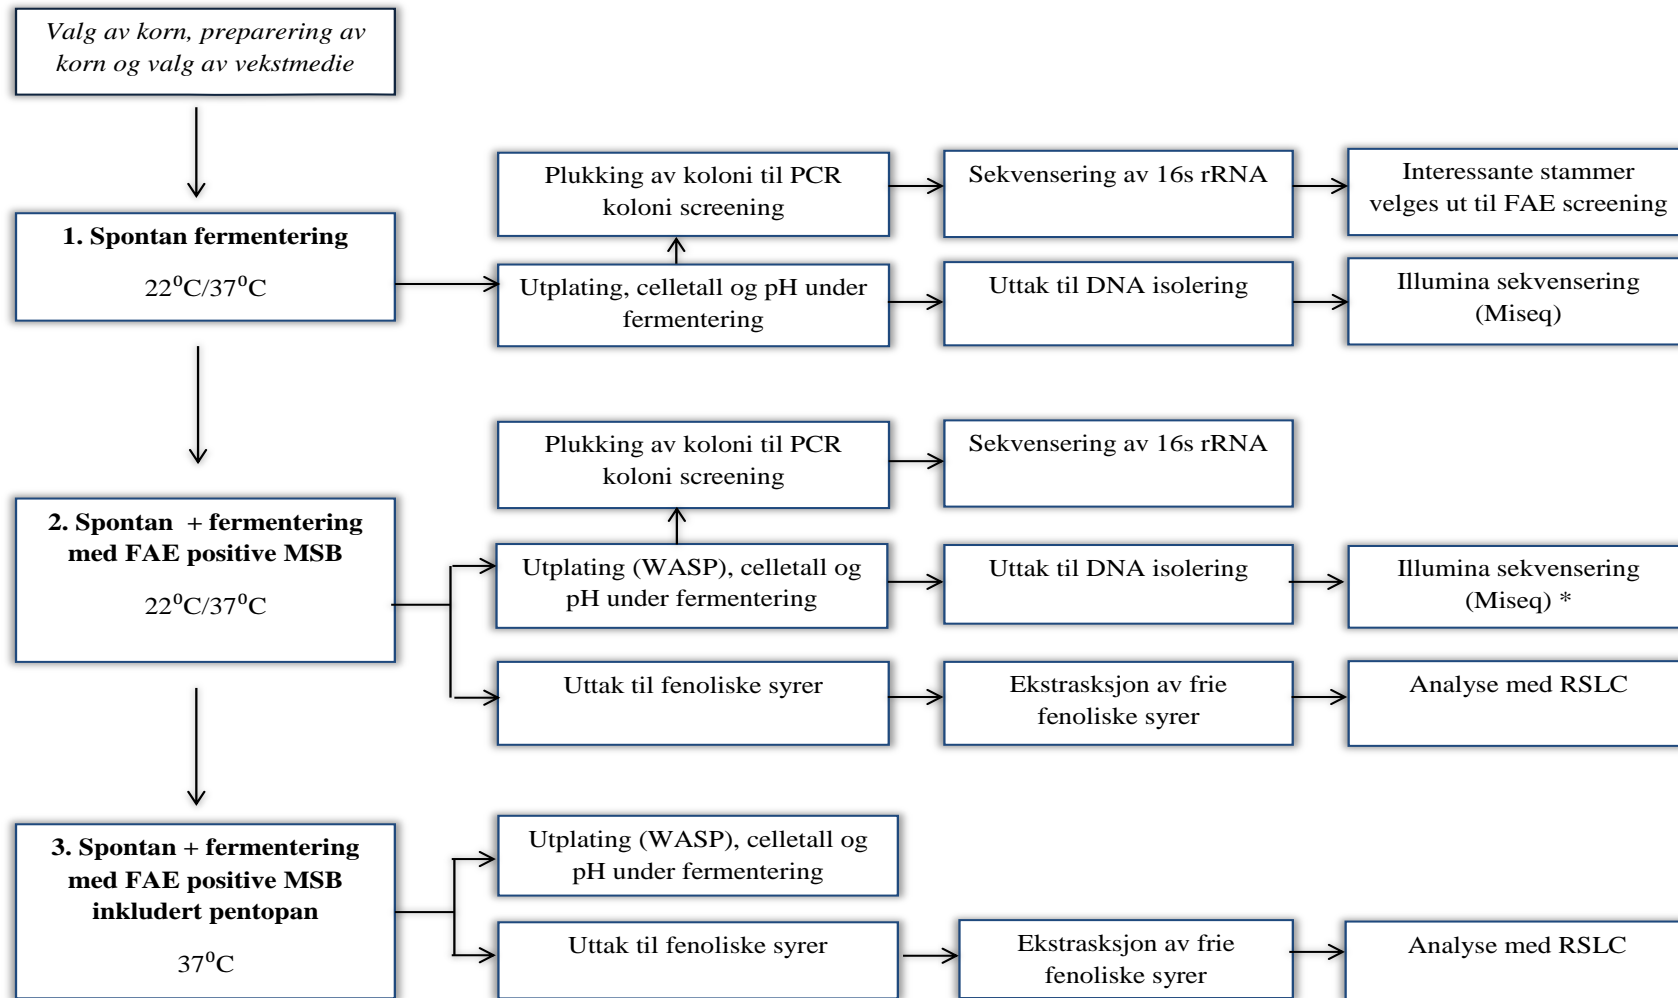 Valg av korn, preparering av
korn og valg av vekstmedie
Plukking av koloni til PCR
koloni screening
Sekvensering av 16s rRNA
Interessante stammer
velges ut til FAE screening
1. Spontan fermentering
22⁰C/37⁰C
Utplating, celletall og pH under
fermentering
Uttak til DNA isolering
Illumina sekvensering
(Miseq)
Plukking av koloni til PCR
koloni screening
Sekvensering av 16s rRNA
2. Spontan + fermentering
med FAE positive MSB
22⁰C/37⁰C
Utplating (WASP), celletall og
pH under fermentering
Uttak til DNA isolering
Illumina sekvensering
(Miseq) *
Uttak til fenoliske syrer
Ekstrasksjon av frie
fenoliske syrer
Analyse med RSLC
3. Spontan + fermentering
med FAE positive MSB
inkludert pentopan
37⁰C
Utplating (WASP), celletall og
pH under fermentering
Uttak til fenoliske syrer
Ekstrasksjon av frie
fenoliske syrer
Analyse med RSLC